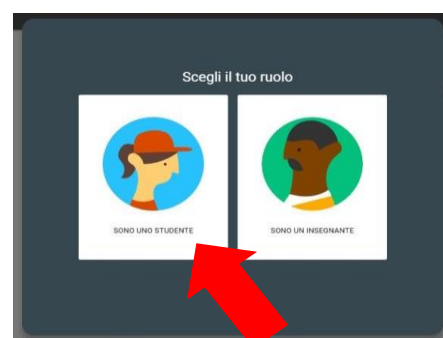 Scegli il tuo ruolo
SONO UNO STUDENTE
SONO UN INSEGNANTE